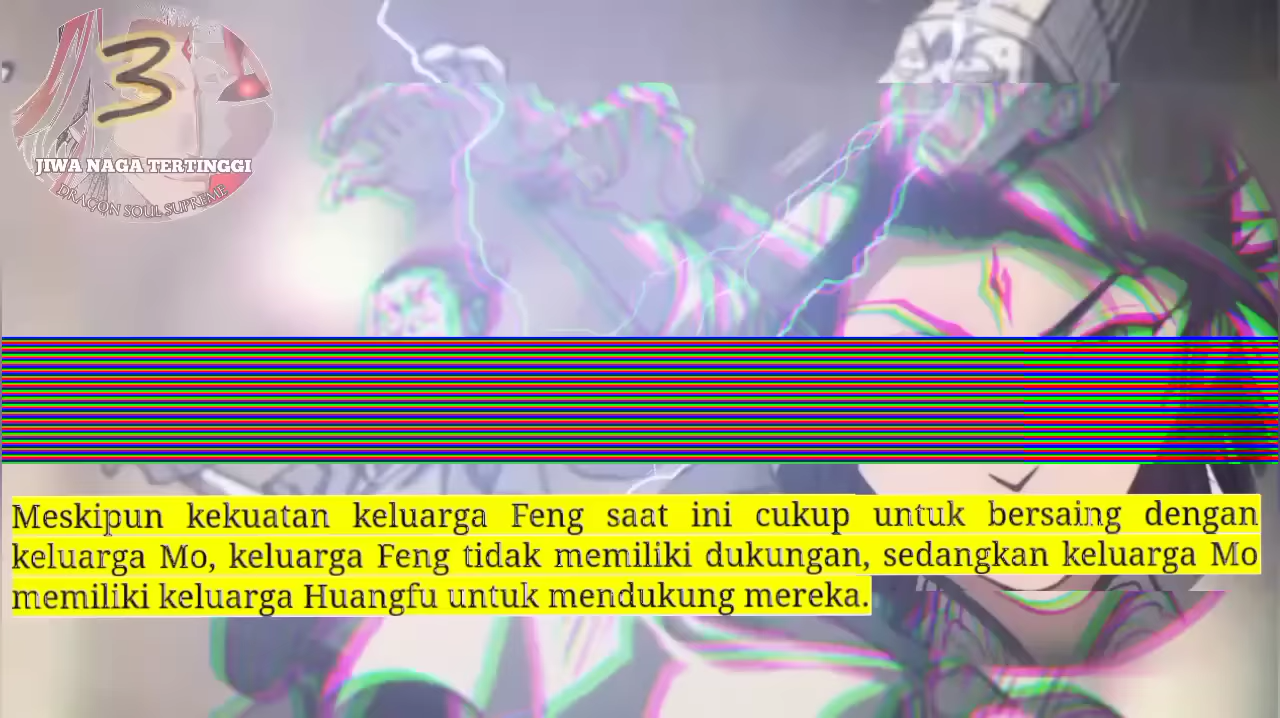 3
JIWA NAGA TERTINGGI
DRAGON SOUL SUPREME
Meskipun kekuatan keluarga Feng saat ini cukup untuk bersaing dengan
keluarga Mo, keluarga Feng tidak memiliki dukungan, sedangkan keluarga Mo
memiliki keluarga Huangfu untuk mendukung mereka.